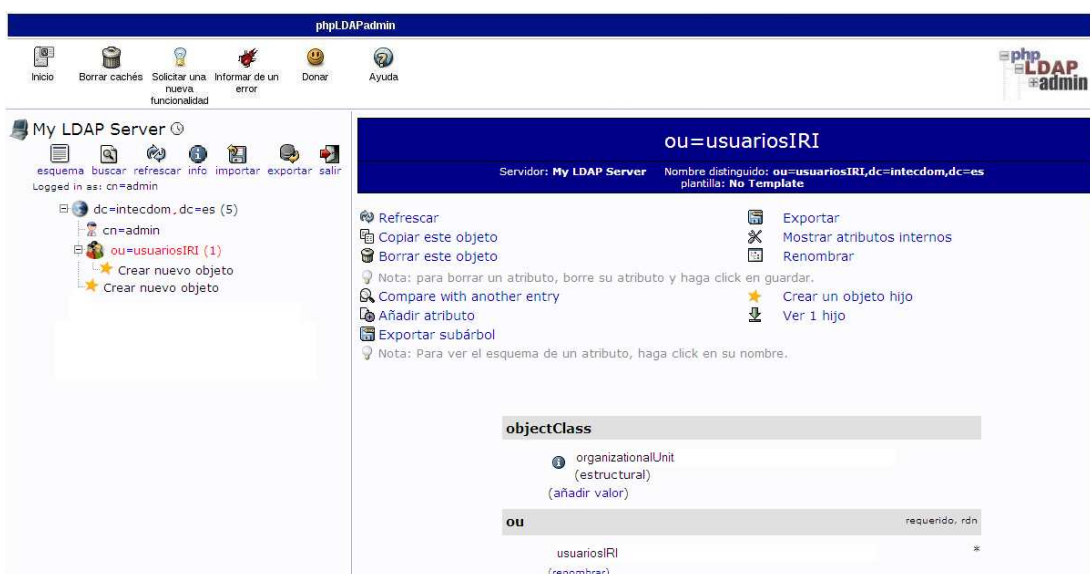 phpLDAPadmin
Inicio
Borrar cachés
Solicitar una nueva funcionalidad
Informar de un error
Donar
Ayuda
php
LDAP
admin
My LDAP Server
esquema buscar refrescar info importar exportar salir
Logged in as: cn=admin
dc=intecdom,dc=es (5)
cn=admin
ou=usuariosIRI (1)
Crear nuevo objeto
Crear nuevo objeto
ou=usuariosIRI
Servidor: My LDAP Server Nombre distinguido: ou=usuariosIRI,dc=intecdom,dc=es
plantilla: No Template
Refrescar Exportar
Copiar este objeto Mostrar atributos internos
Borrar este objeto Renombrar
Nota: para borrar un atributo, borre su atributo y haga click en guardar.
Compare with another entry Crear un objeto hijo
Añadir atributo Ver 1 hijo
Exportar subárbol
Nota: Para ver el esquema de un atributo, haga click en su nombre.
objectClass
organizationalUnit
(estructural)
(añadir valor)
ou requerido, rdn
usuariosIRI *
(renombrar)